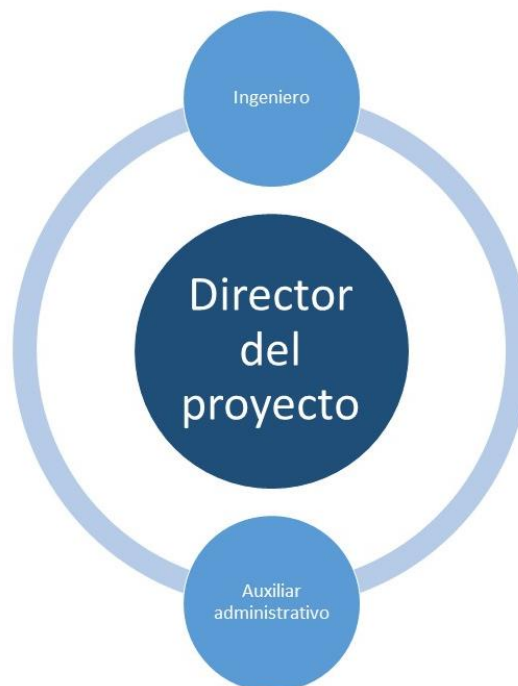 Ingeniero
Director
del
proyecto
Auxiliar
administrativo